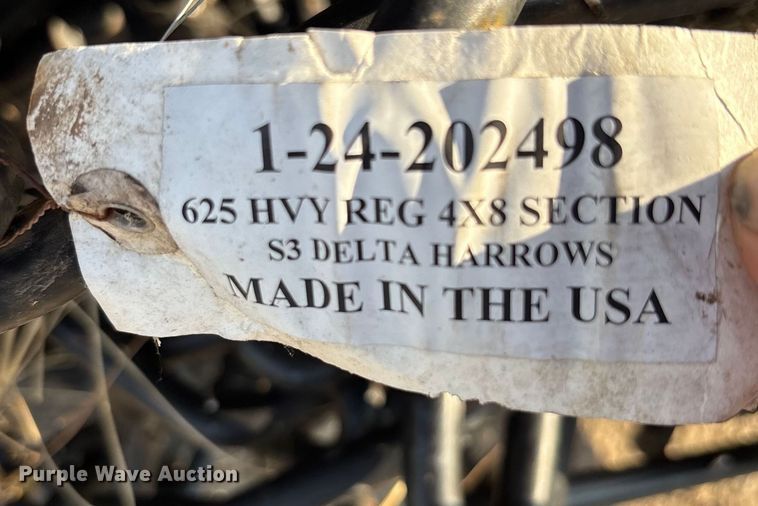 1-24-202498
625 HVY REG 4X8 SECTION
S3 DELTA HARROWS
MADE IN THE USA
Purple Wave Auction